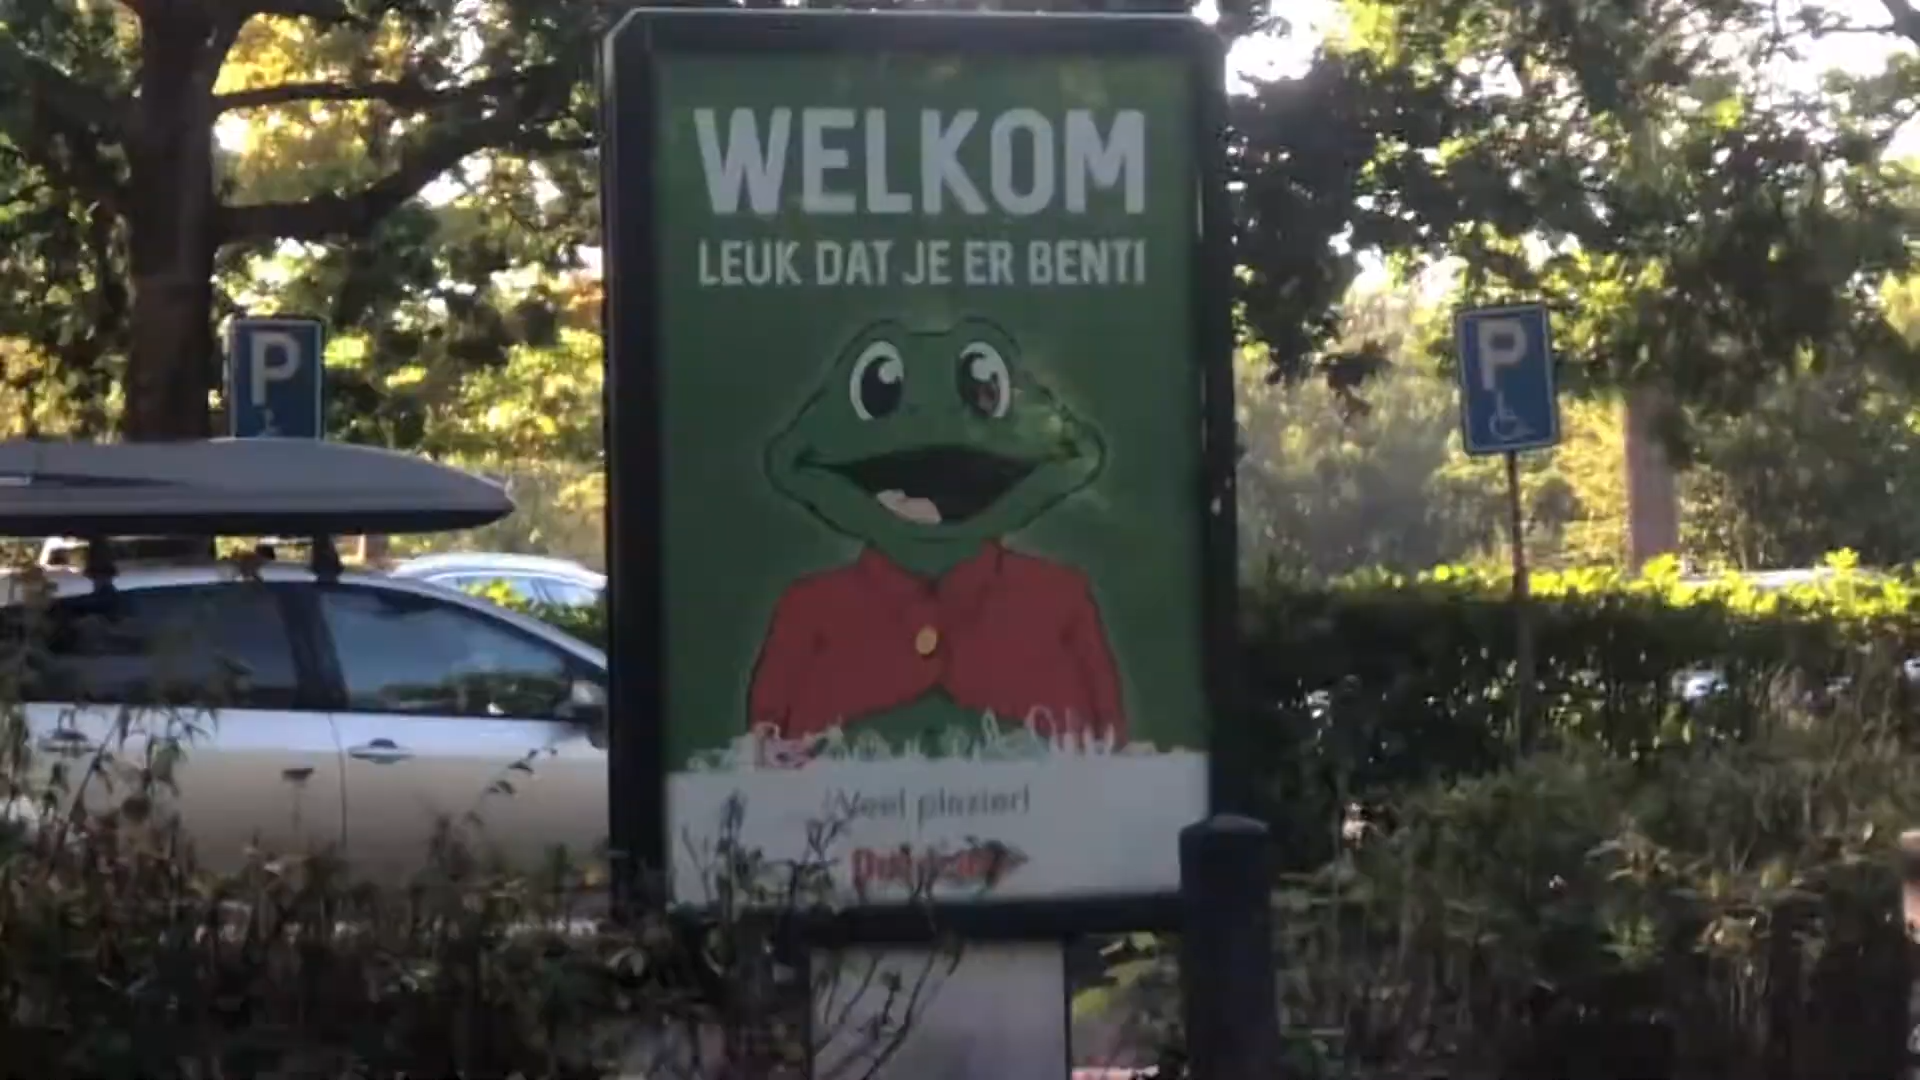 WELKOM
LEUK DAT JE ER BENT!
P
P
Veel plezier!